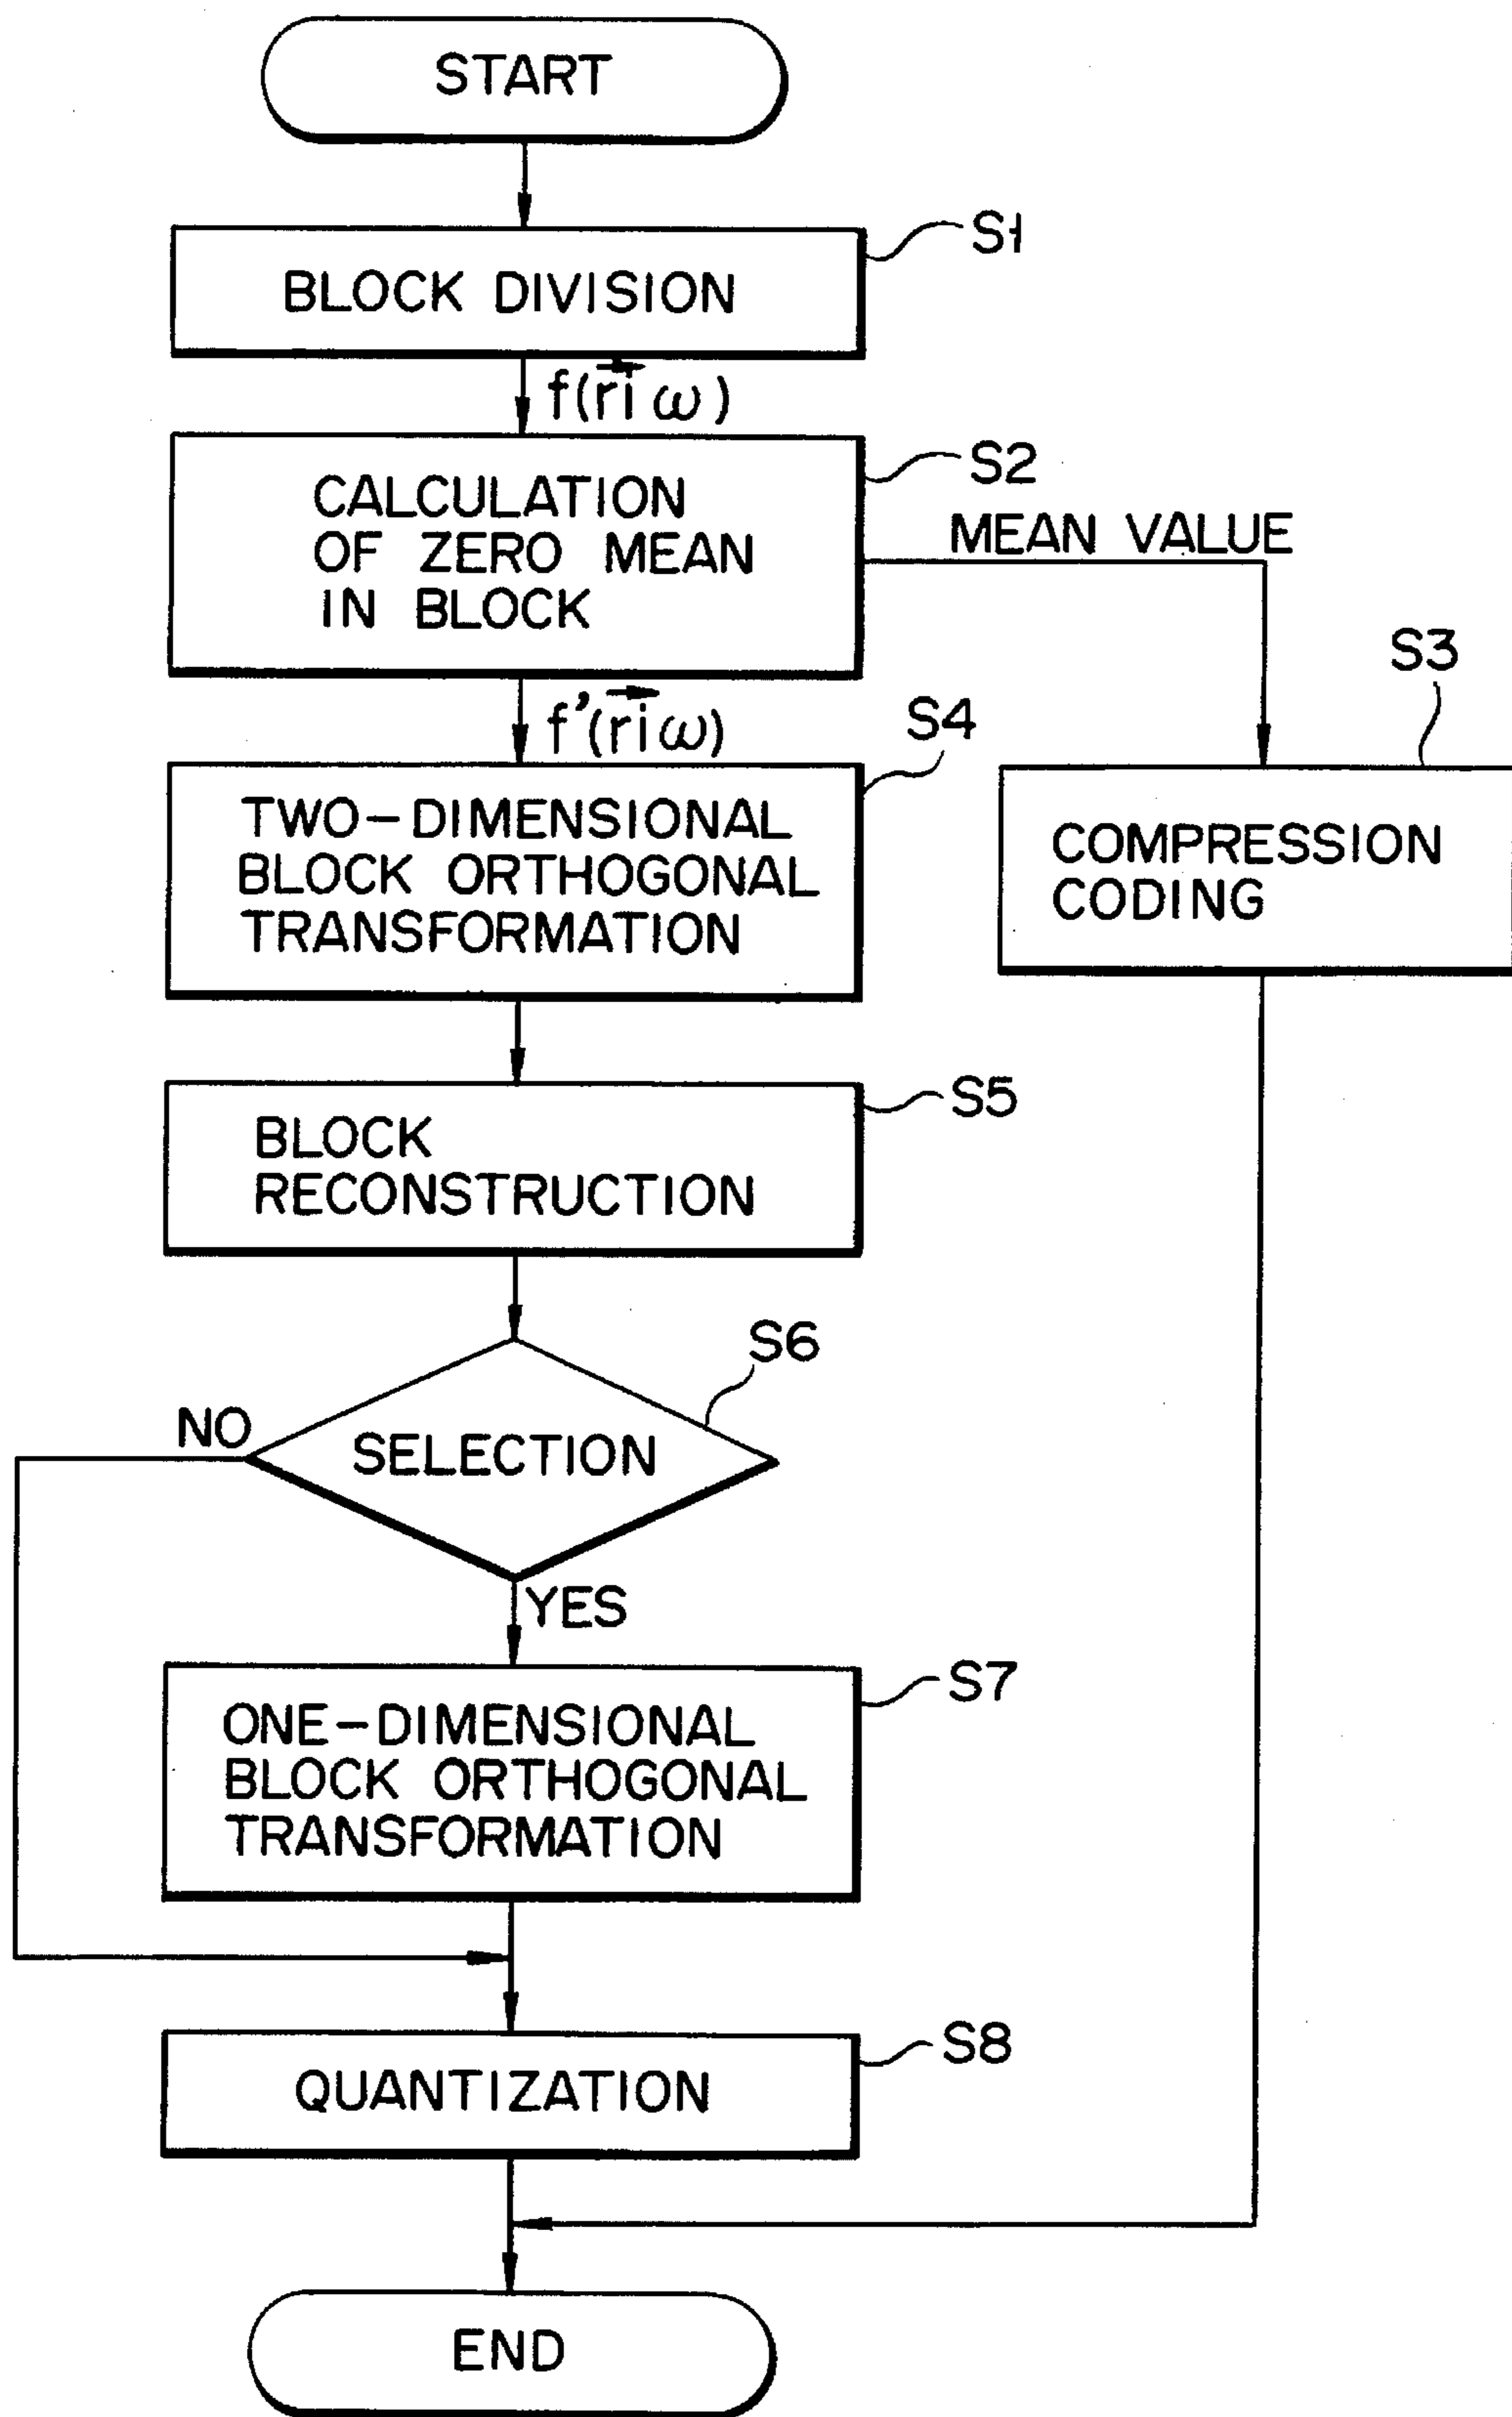 START
S1
BLOCK DIVISION
f(r⃗i ω)
S2
CALCULATION
OF ZERO MEAN
IN BLOCK
MEAN VALUE
S3
f'(r⃗i ω)
S4
TWO-DIMENSIONAL
BLOCK ORTHOGONAL
TRANSFORMATION
COMPRESSION
CODING
S5
BLOCK
RECONSTRUCTION
S6
NO
SELECTION
YES
S7
ONE-DIMENSIONAL
BLOCK ORTHOGONAL
TRANSFORMATION
S8
QUANTIZATION
END